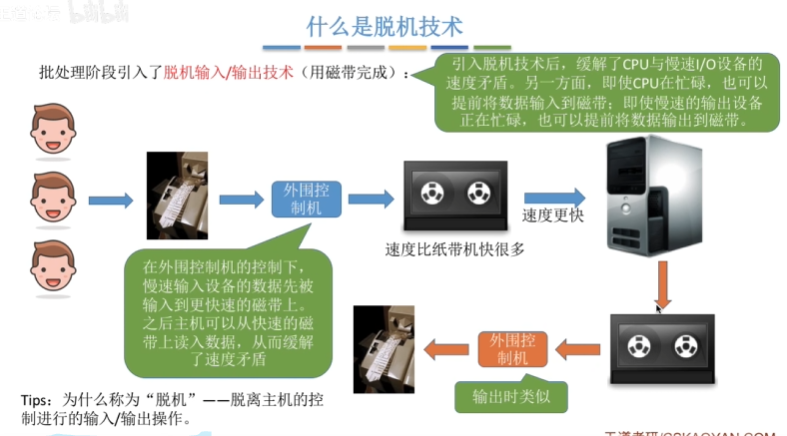 什么是脱机技术
批处理阶段引入了脱机输入/输出技术（用磁带完成）：
引入脱机技术后，缓解了CPU与慢速I/O设备的
速度矛盾。另一方面，即使CPU在忙碌，也可以
提前将数据输入到磁带；即使慢速的输出设备
正在忙碌，也可以提前将数据输出到磁带。
外围控
制机
速度更快
速度比纸带机快很多
在外围控制机的控制下，
慢速输入设备的数据先被
输入到更快速的磁带上。
之后主机可以从快速的磁
带上读入数据，从而缓解
了速度矛盾
外围控
制机
输出时类似
Tips：为什么称为“脱机”——脱离主机的控
制进行的输入/输出操作。